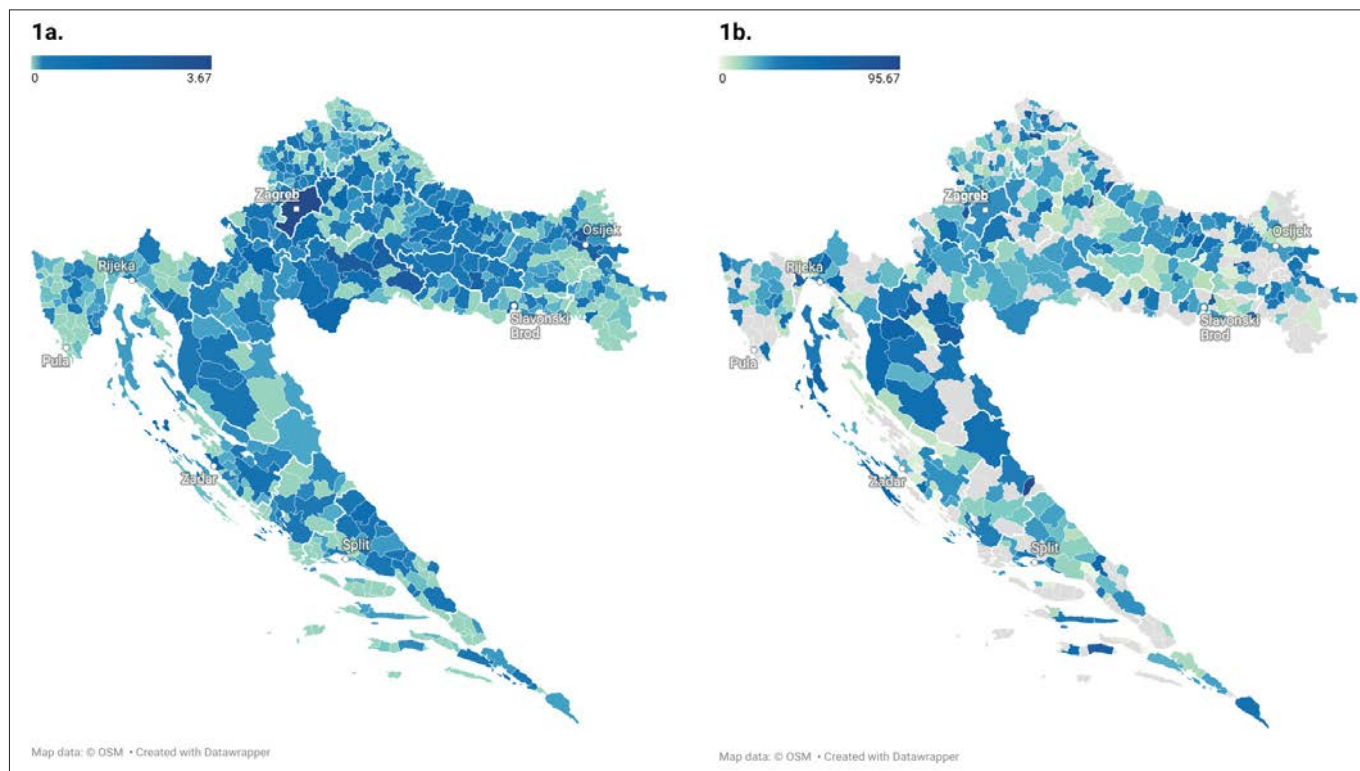 1a.
0 3.67
Zagreb
Osijek
Rijeka
Slavonski
Brod
Pula
Zadar
Split
Map data: © OSM • Created with Datawrapper
1b.
0 95.67
Zagreb
Osijek
Rijeka
Slavonski
Brod
Pula
Zadar
Split
Map data: © OSM • Created with Datawrapper